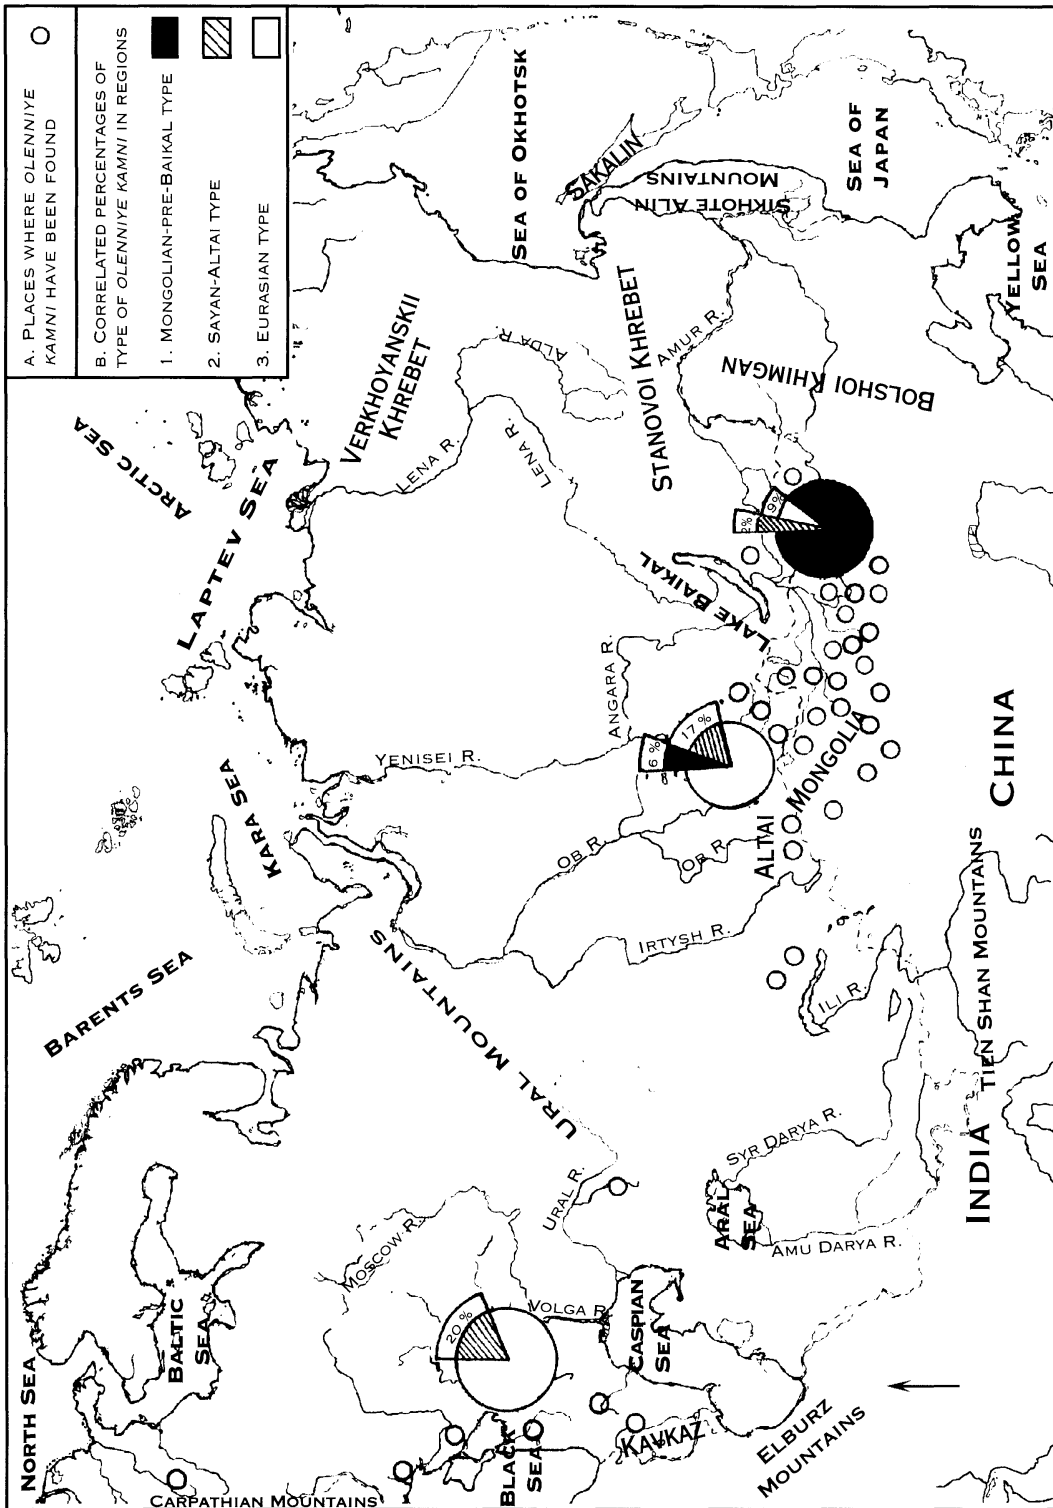 A. PLACES WHERE OLENNIYE
KAMNI HAVE BEEN FOUND
B. CORRELATED PERCENTAGES OF
TYPE OF OLENNIYE KAMNI IN REGIONS
1. MONGOLIAN-PRE-BAIKAL TYPE
2. SAYAN-ALTAI TYPE
3. EURASIAN TYPE
NORTH SEA
BALTIC
SEA
BARENTS SEA
KARA SEA
LAPTEV SEA
ARCTIC SEA
VERKHOYANSKII
KHREBET
SEA OF OKHOTSK
SAKALIN
SIKHOTE ALIN
MOUNTAINS
SEA OF
JAPAN
YELLOW
SEA
STANOVOI KHREBET
AMUR R.
BOLSHOI KHIMGAN
ALDA R.
LENA R.
LENA R.
LAKE BAIKAL
ANGARA R.
YENISEI R.
OB R.
OB R.
IRTYSH R.
ALTAI
MONGOLIA
CHINA
TIEN SHAN MOUNTAINS
INDIA
ILI R.
SYR DARYA R.
AMU DARYA R.
ARAL
SEA
URAL MOUNTAINS
URAL R.
MOSCOW R.
VOLGA R.
CASPIAN
SEA
KAVKAZ
ELBURZ
MOUNTAINS
BLACK
SEA
CARPATHIAN MOUNTAINS
20%
6%
17%
2%
9%